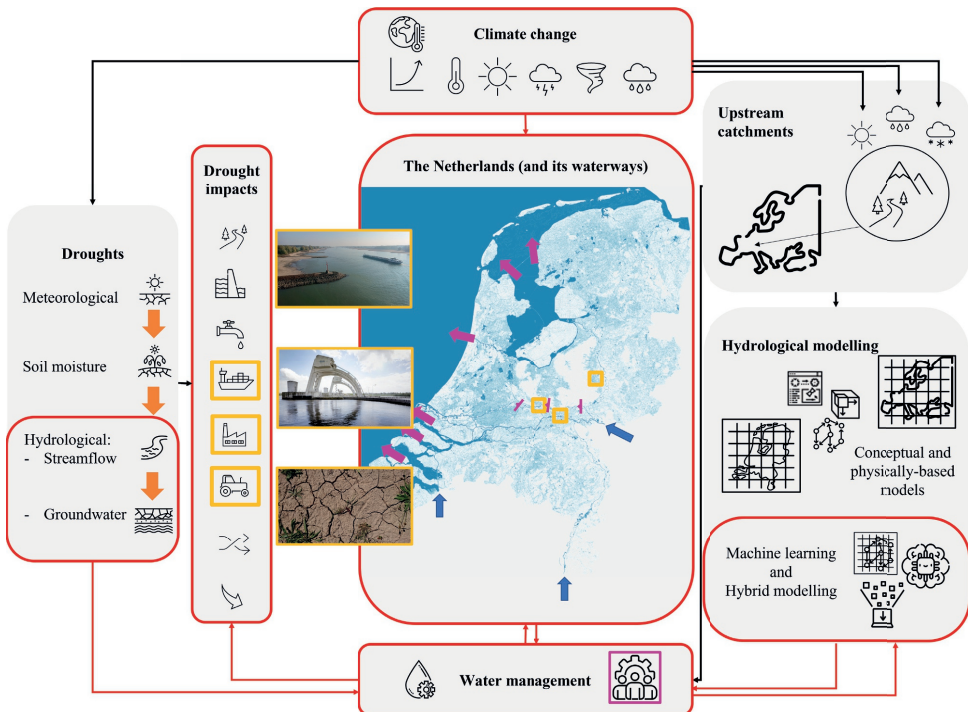 Climate change
Upstream
catchments
The Netherlands (and its waterways)
Drought
impacts
Droughts
Meteorological
Soil moisture
Hydrological:
- Streamflow
- Groundwater
Hydrological modelling
Conceptual and
physically-based
models
Machine learning
and
Hybrid modelling
Water management